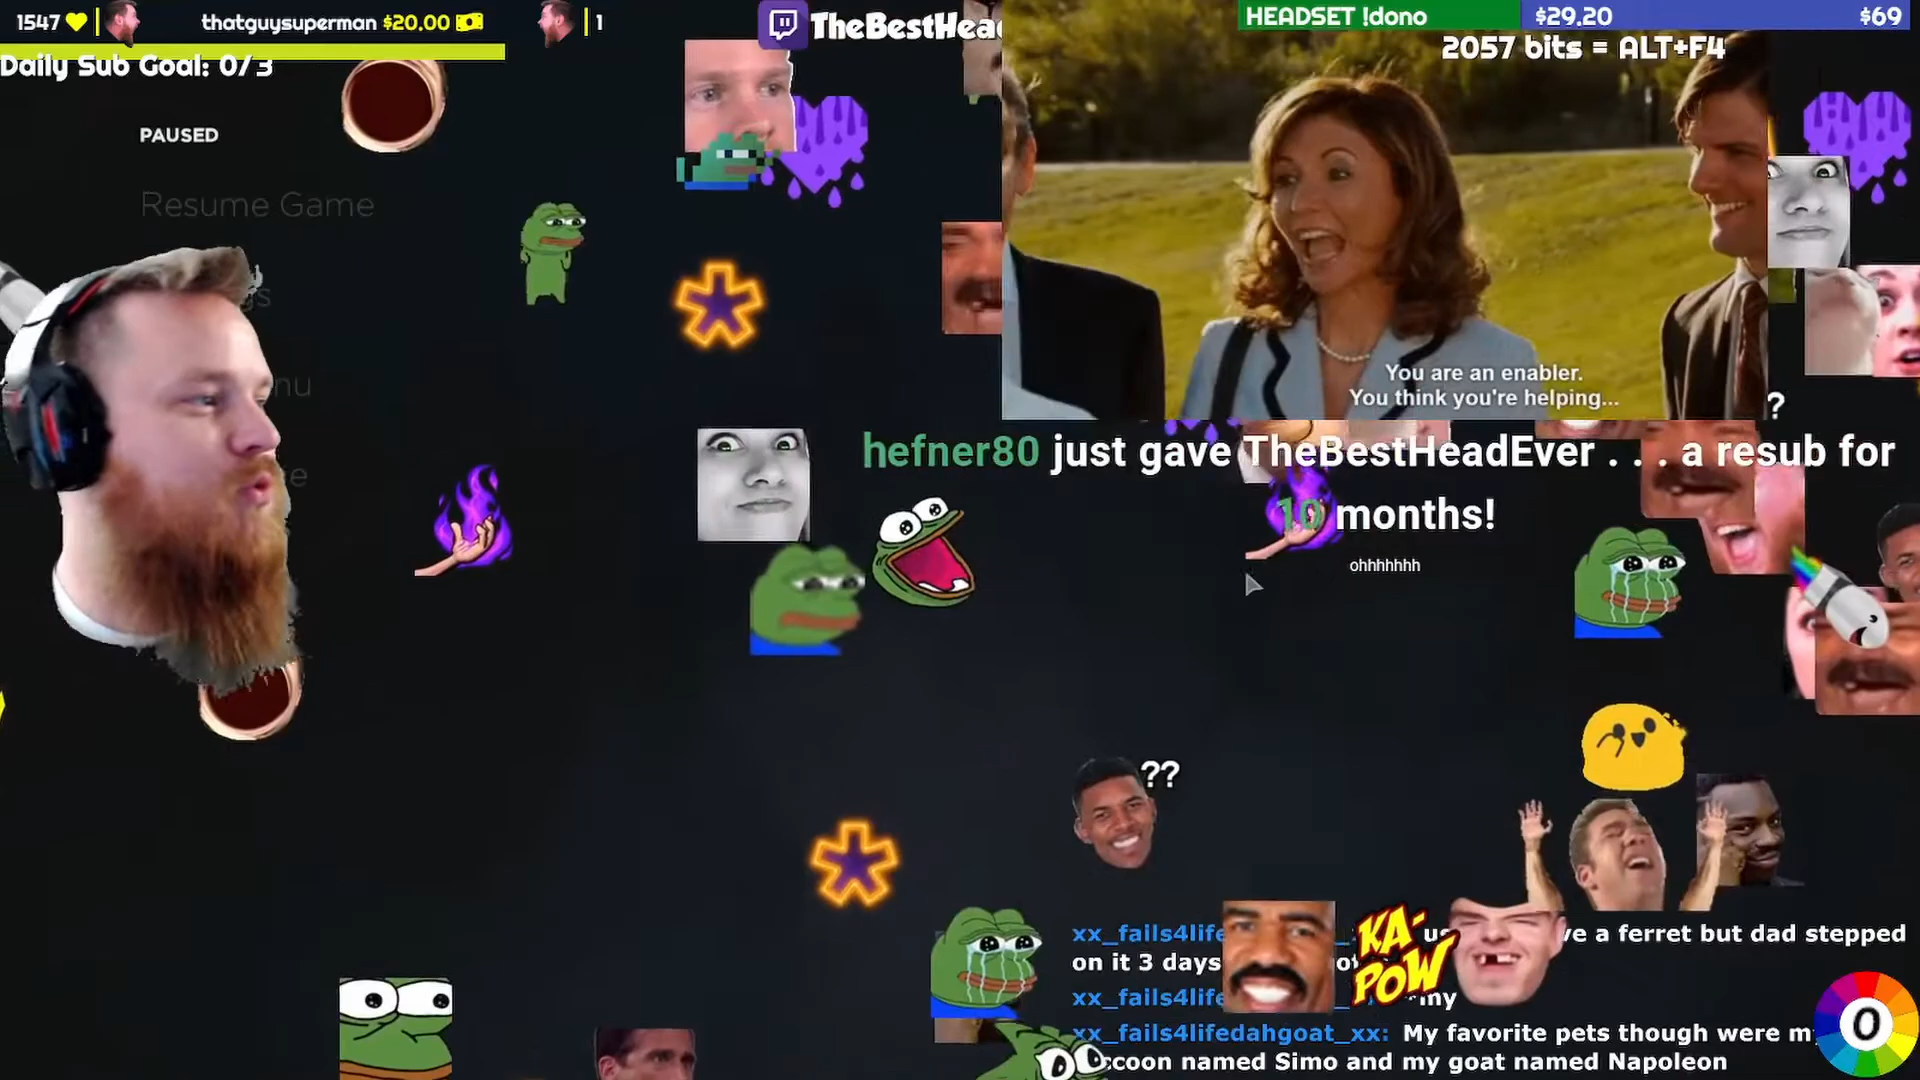 1547
thatguysuperman $20.00
1
TheBestHea
HEADSET !dono
$29.20
$69
2057 bits = ALT+F4
Daily Sub Goal: 0/3
PAUSED
Resume Game
You are an enabler.
You think you're helping...
?
hefner80 just gave TheBestHeadEver . . . a resub for
10 months!
ohhhhhhh
??
KA-
POW
xx_fails4life a ferret but dad stepped
on it 3 days
xx_fails4life my
xx_fails4lifedahgoat_xx: My favorite pets though were
named Simo and my goat named Napoleon
O